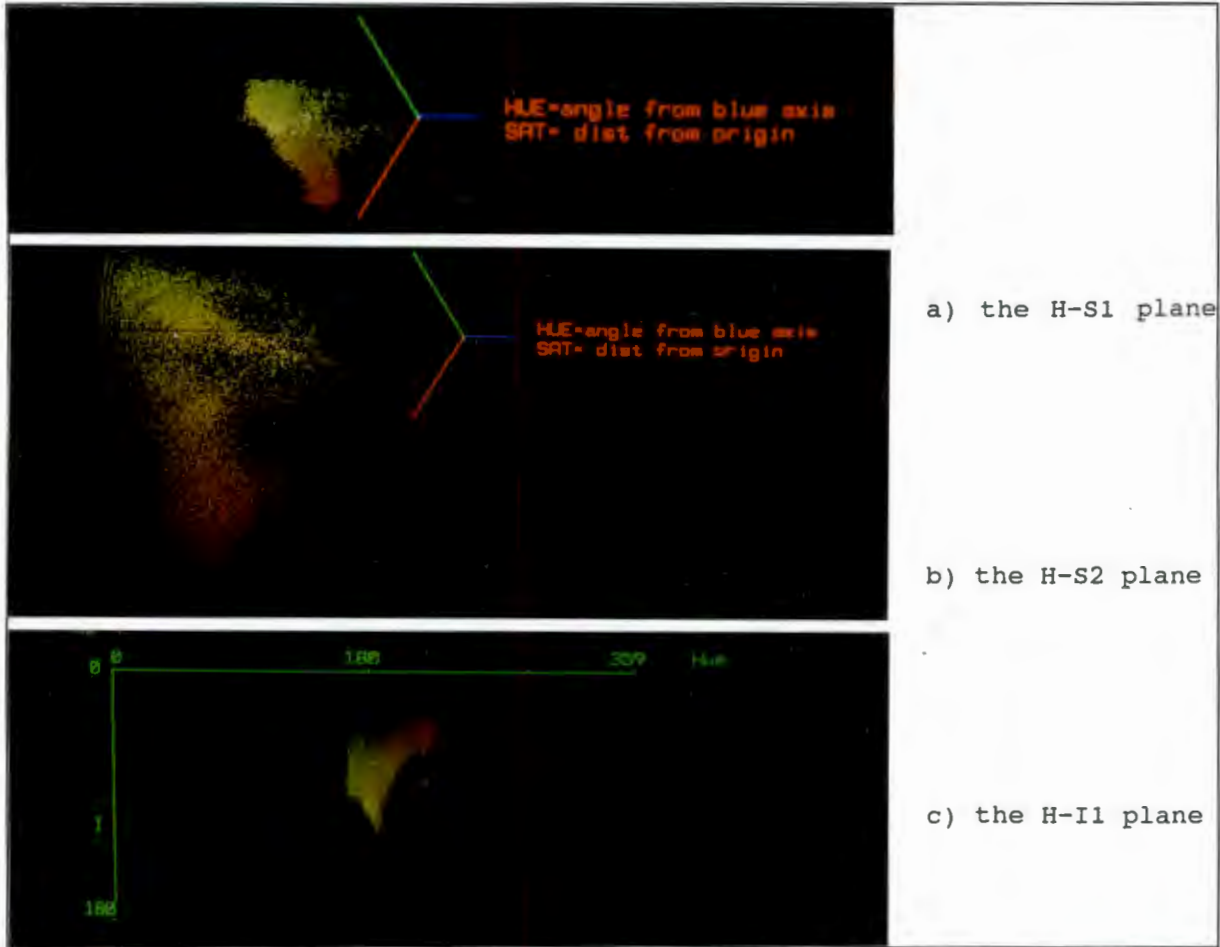 HUE=angle from blue axis
SAT= dist from origin
a) the H-S1 plane
HUE=angle from blue axis
SAT= dist from origin
b) the H-S2 plane
0 0 180 359 Hue
I
180
c) the H-I1 plane